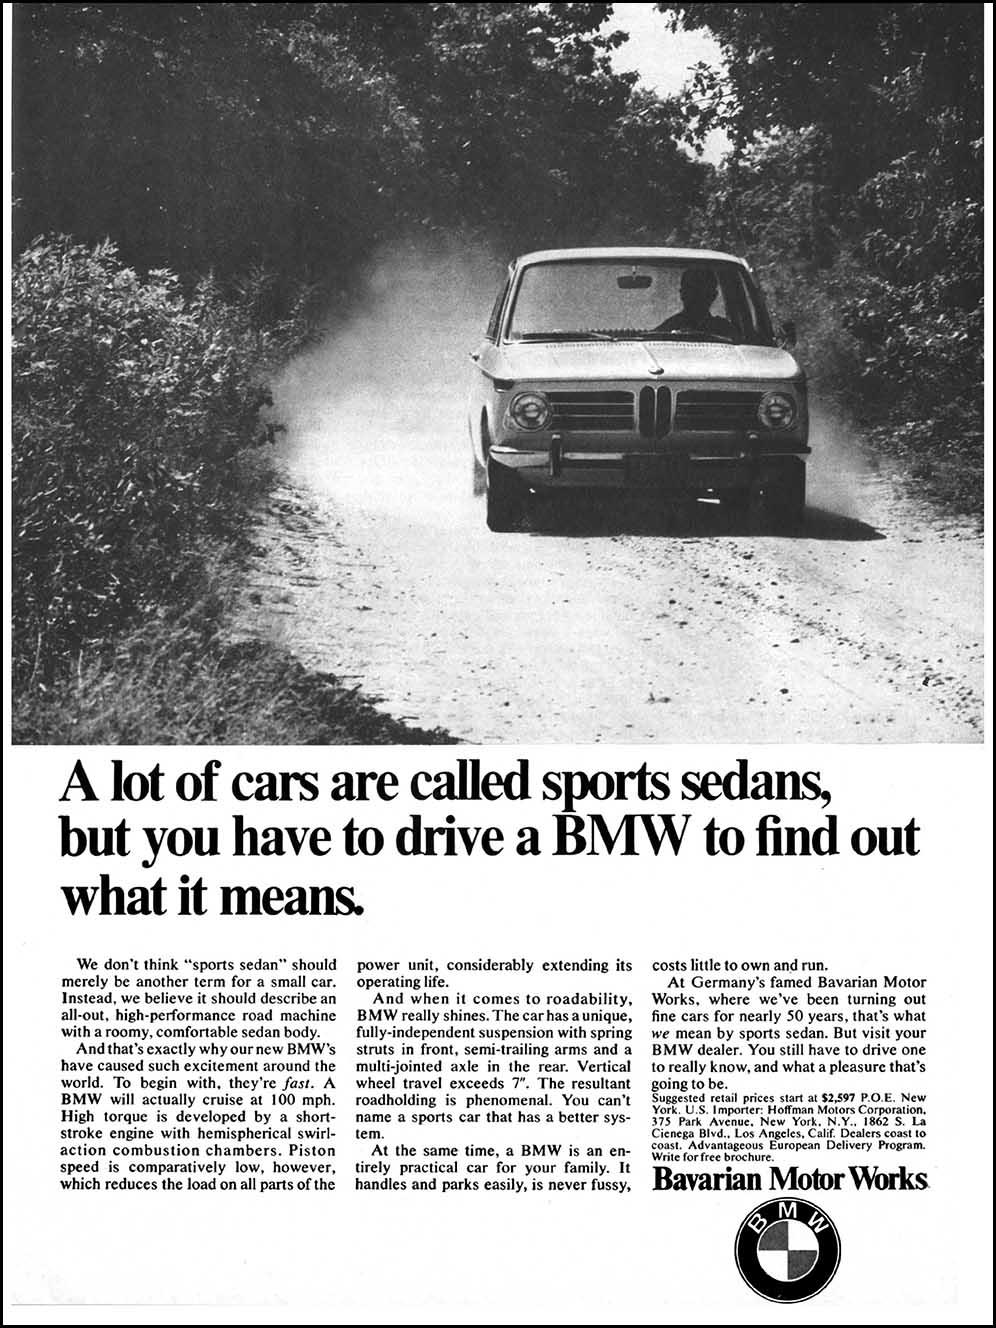 A lot of cars are called sports sedans,
but you have to drive a BMW to find out
what it means.
We don't think “sports sedan” should
merely be another term for a small car.
Instead, we believe it should describe an
all-out, high-performance road machine
with a roomy, comfortable sedan body.
And that's exactly why our new BMW's
have caused such excitement around the
world. To begin with, they're fast. A
BMW will actually cruise at 100 mph.
High torque is developed by a short-
stroke engine with hemispherical swirl-
action combustion chambers. Piston
speed is comparatively low, however,
which reduces the load on all parts of the
power unit, considerably extending its
operating life.
And when it comes to roadability,
BMW really shines. The car has a unique,
fully-independent suspension with spring
struts in front, semi-trailing arms and a
multi-jointed axle in the rear. Vertical
wheel travel exceeds 7". The resultant
roadholding is phenomenal. You can't
name a sports car that has a better sys-
tem.
At the same time, a BMW is an en-
tirely practical car for your family. It
handles and parks easily, is never fussy,
costs little to own and run.
At Germany's famed Bavarian Motor
Works, where we've been turning out
fine cars for nearly 50 years, that's what
we mean by sports sedan. But visit your
BMW dealer. You still have to drive one
to really know, and what a pleasure that's
going to be.
Suggested retail prices start at $2,597 P.O.E. New
York. U.S. Importer: Hoffman Motors Corporation,
375 Park Avenue, New York, N.Y., 1862 S. La
Cienega Blvd., Los Angeles, Calif. Dealers coast to
coast. Advantageous European Delivery Program.
Write for free brochure.
Bavarian Motor Works
BMW